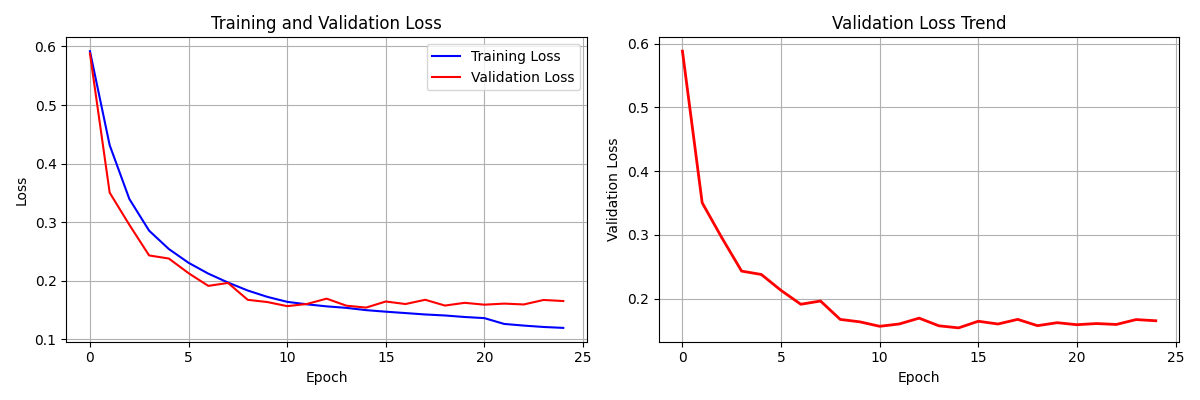 Training and Validation Loss
Training Loss
Validation Loss
0.6
0.5
0.4
0.3
0.2
0.1
Loss
0 5 10 15 20 25
Epoch
Validation Loss Trend
0.6
0.5
0.4
0.3
0.2
Validation Loss
0 5 10 15 20 25
Epoch